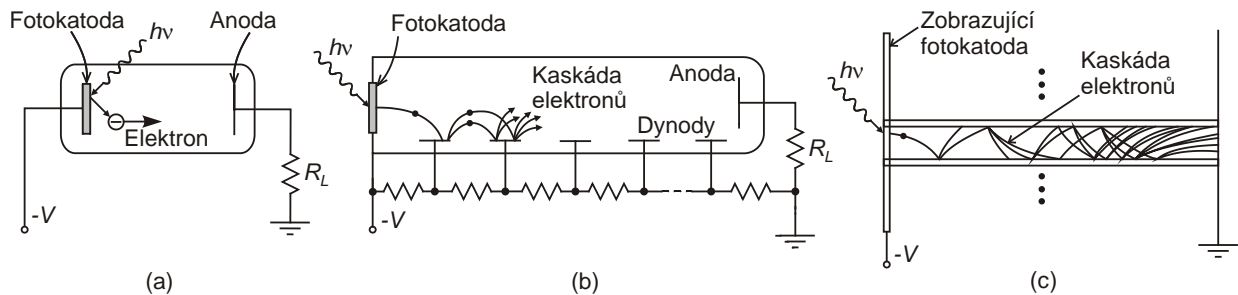 Fotokatoda
hν
Anoda
Elektron
R_L
-V
(a)
hν
Fotokatoda
Kaskáda
elektronů
Anoda
Dynody
R_L
-V
(b)
Zobrazující
fotokatoda
hν
Kaskáda
elektronů
-V
(c)